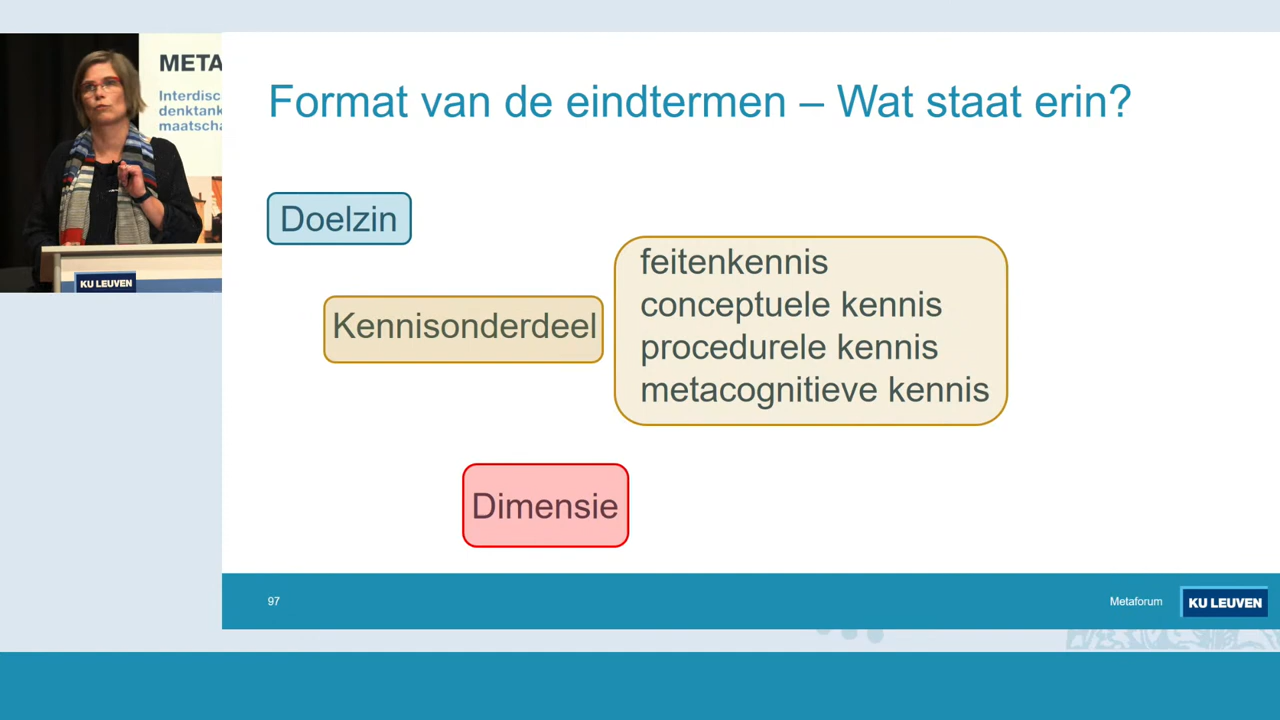 META
Interdisc
denktank
maatscha
KU LEUVEN
Format van de eindtermen – Wat staat erin?
Doelzin
Kennisonderdeel
feitenkennis
conceptuele kennis
procedurele kennis
metacognitieve kennis
Dimensie
97
Metaforum
KU LEUVEN